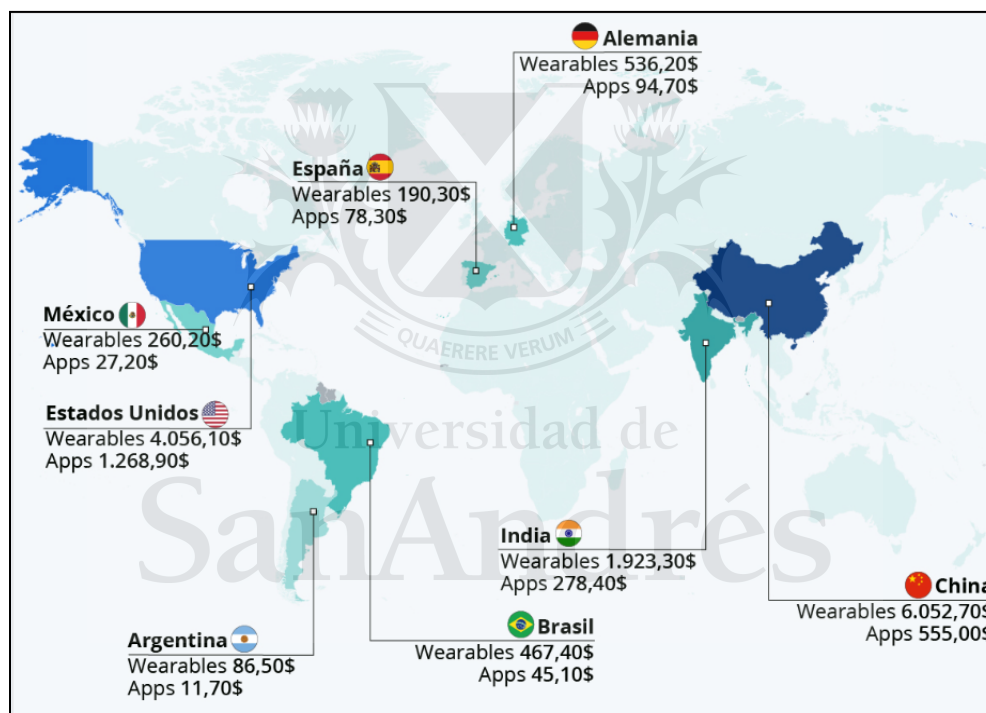 Alemania
Wearables 536,20$
Apps 94,70$
España
Wearables 190,30$
Apps 78,30$
México
Wearables 260,20$
Apps 27,20$
Estados Unidos
Wearables 4.056,10$
Apps 1.268,90$
QUAERERE VERUM
Universidad de
SanAndrés
India
Wearables 1.923,30$
Apps 278,40$
China
Wearables 6.052,70$
Apps 555,00$
Brasil
Wearables 467,40$
Apps 45,10$
Argentina
Wearables 86,50$
Apps 11,70$